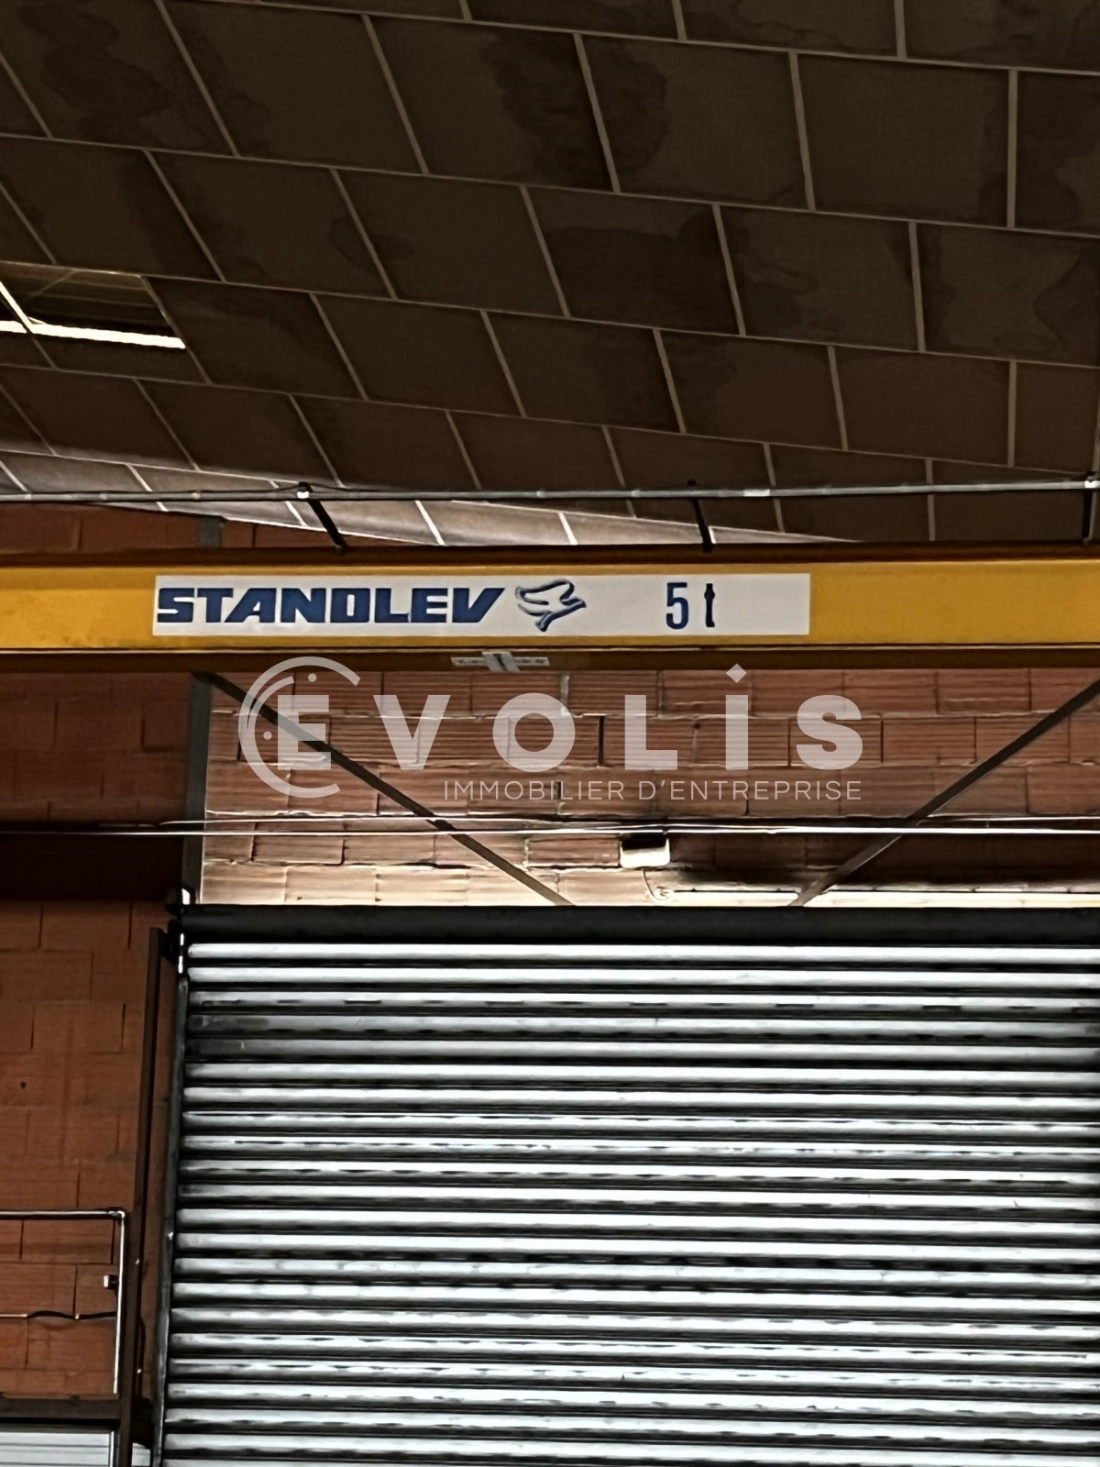 STANDLEV 5 t
EVOLIS
IMMOBILIER D'ENTREPRISE